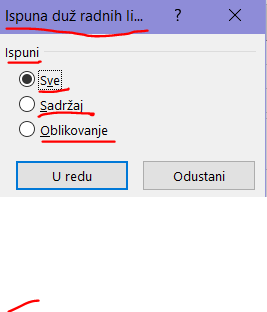 Ispuna duž radnih li... ? ×
Ispuni
Sve
Sadržaj
Oblikovanje
U redu Odustani